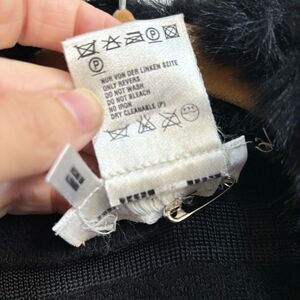 P
NUR VON DER LINKEN SEITE
ONLY REVERS
DO NOT WASH
DO NOT BLEACH
NO IRON
DRY CLEANABLE (P)
P